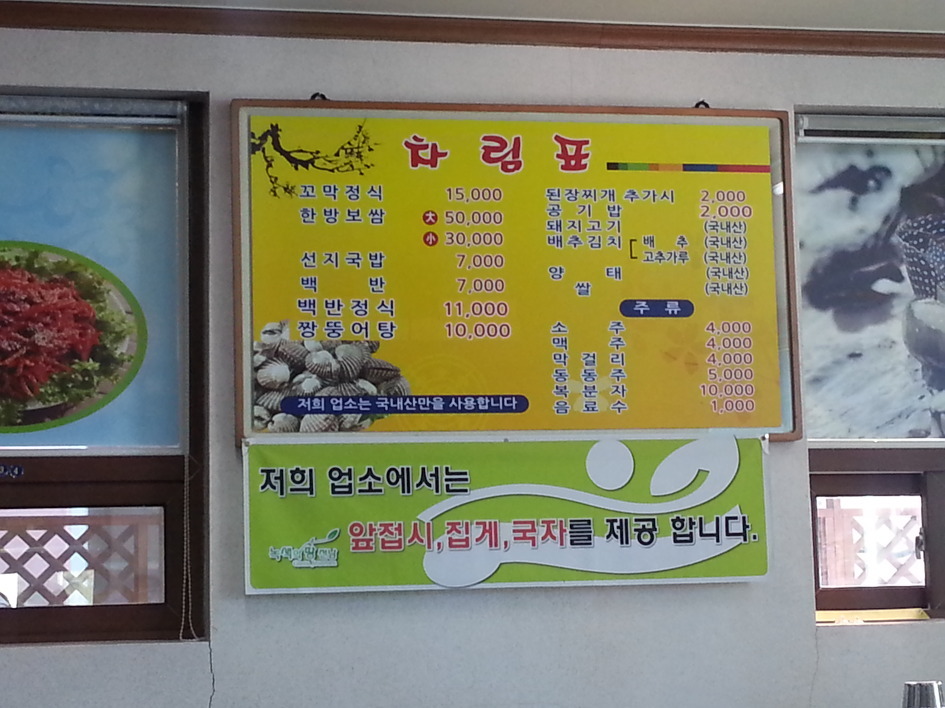 차림표
꼬막정식 15,000
한방보쌈 大 50,000
小 30,000
선지국밥 7,000
백 반 7,000
백반정식 11,000
짱뚱어탕 10,000
저희 업소는 국내산만을 사용합니다
된장찌개 추가시 2,000
공 기 밥 2,000
돼지고기 (국내산)
배추김치 배 추 (국내산)
고추가루 (국내산)
양 태 (국내산)
쌀 (국내산)
주 류
소 주 4,000
맥 주 4,000
막 걸 리 4,000
동 동 주 5,000
복 분 자 10,000
음 료 수 1,000
저희 업소에서는
앞접시,집게,국자를 제공 합니다.